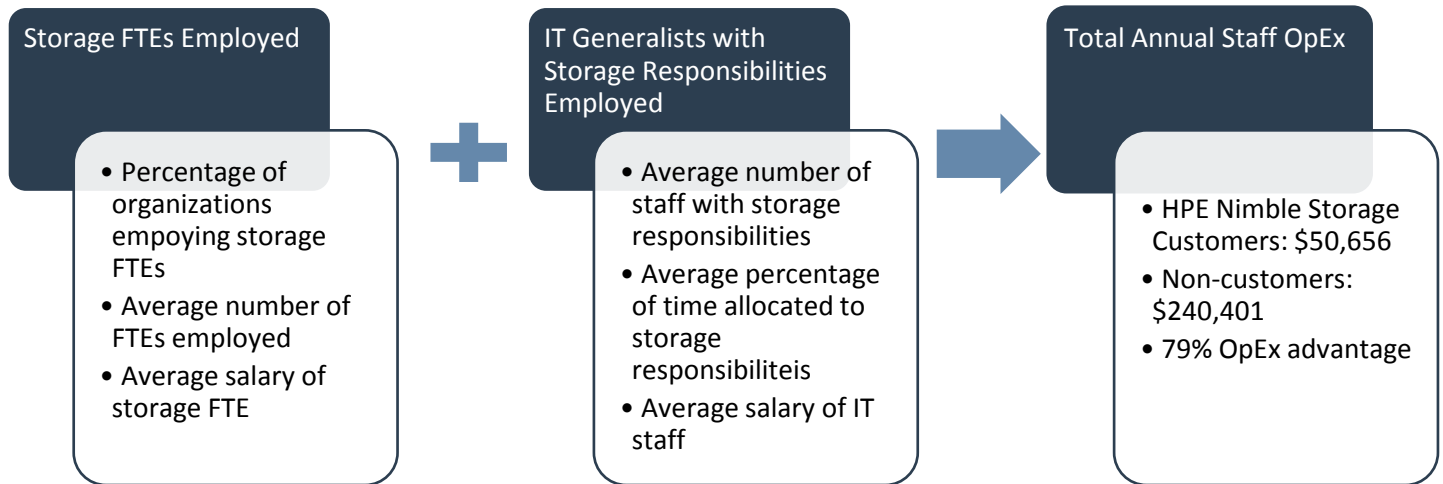 Storage FTEs Employed
• Percentage of
organizations
empoying storage
FTEs
• Average number of
FTEs employed
• Average salary of
storage FTE
IT Generalists with
Storage Responsibilities
Employed
• Average number of
staff with storage
responsibilities
• Average percentage
of time allocated to
storage
responsibiliteis
• Average salary of IT
staff
Total Annual Staff OpEx
• HPE Nimble Storage
Customers: $50,656
• Non-customers:
$240,401
• 79% OpEx advantage